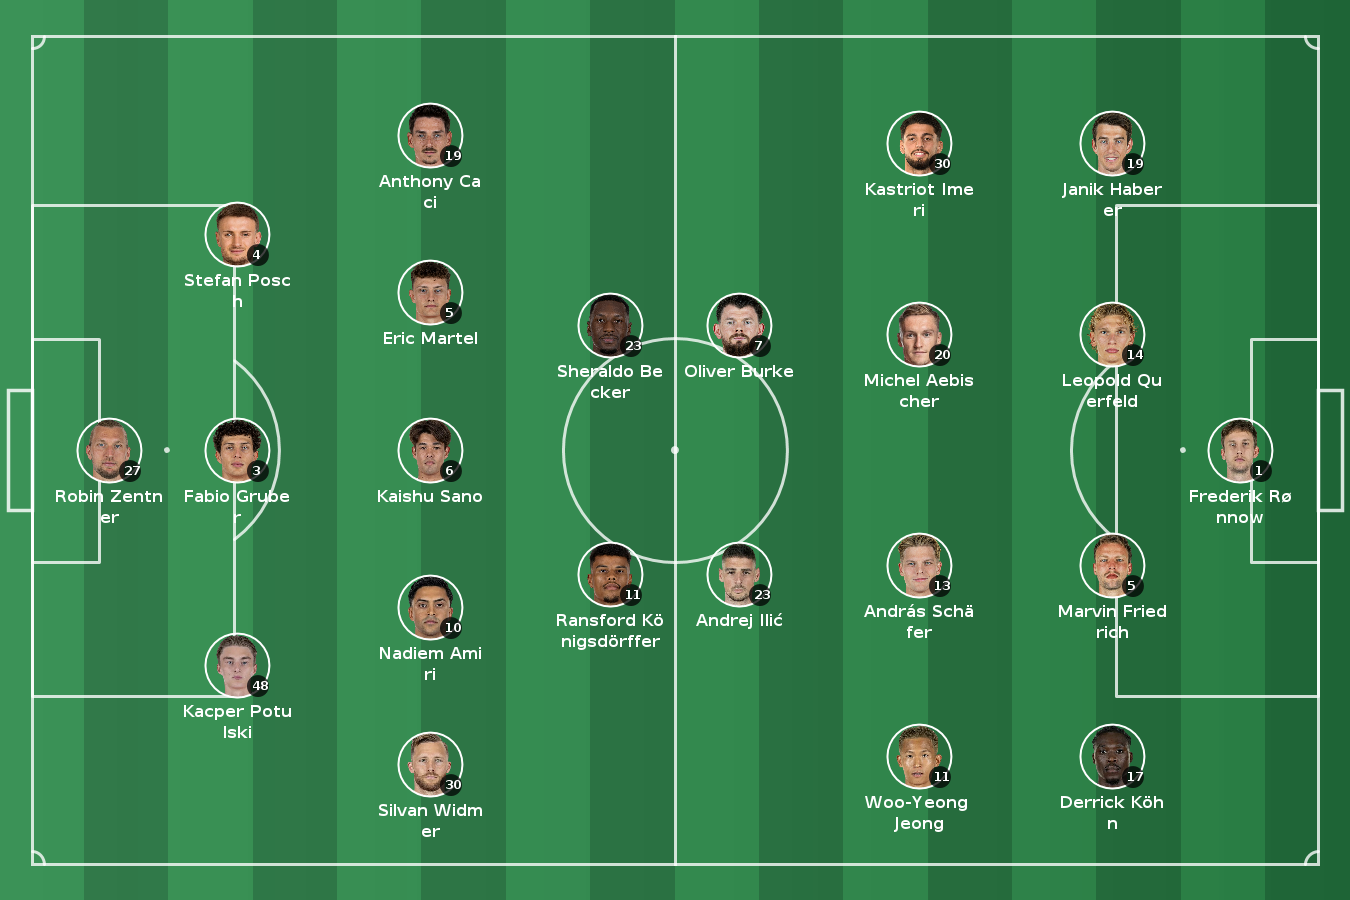 19
Anthony Ca
ci
30
Kastriot Ime
ri
19
Janik Haber
er
4
Stefan Posc
h
5
Eric Martel
23
Sheraldo Be
cker
7
Oliver Burke
20
Michel Aebis
cher
14
Leopold Qu
erfeld
27
Robin Zentn
er
3
Fabio Grube
r
6
Kaishu Sano
1
Frederik Rø
nnow
10
Nadiem Ami
ri
11
Ransford Kö
nigsdörffer
23
Andrej Ilić
13
András Schä
fer
5
Marvin Fried
rich
48
Kacper Potu
lski
30
Silvan Widm
er
11
Woo-Yeong
Jeong
17
Derrick Köh
n